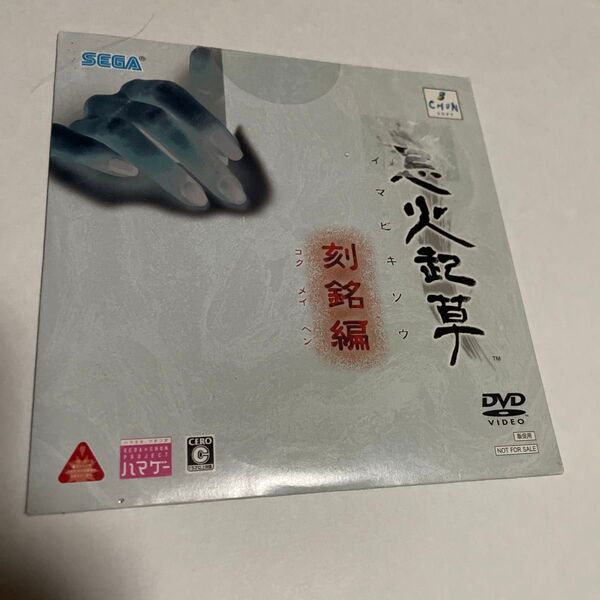 SEGA®
CHUN
SOFT
忌火起草
イマビキソウ
刻銘編
コク メイ ヘン
TM
DVD
VIDEO
販促用
NOT FOR SALE
SEGA×CHUN
PROJECT
ハマゲー
CERO
C